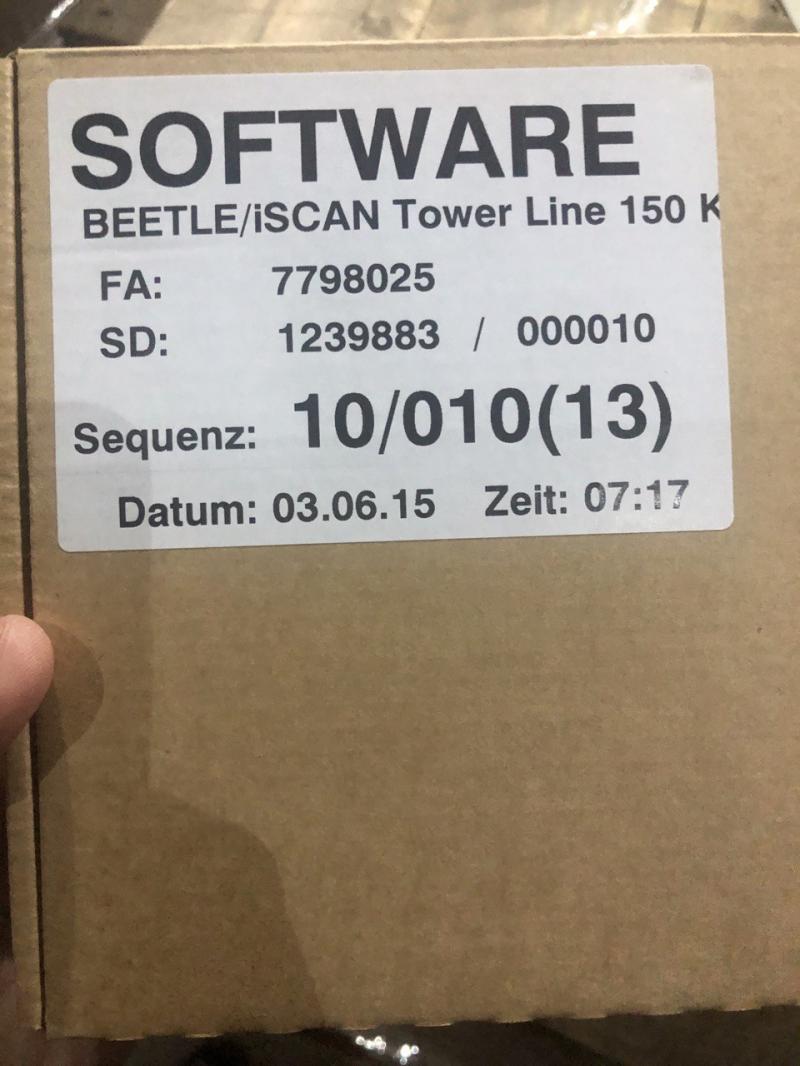 SOFTWARE
BEETLE/iSCAN Tower Line 150 K
FA: 7798025
SD: 1239883 / 000010
Sequenz: 10/010(13)
Datum: 03.06.15 Zeit: 07:17